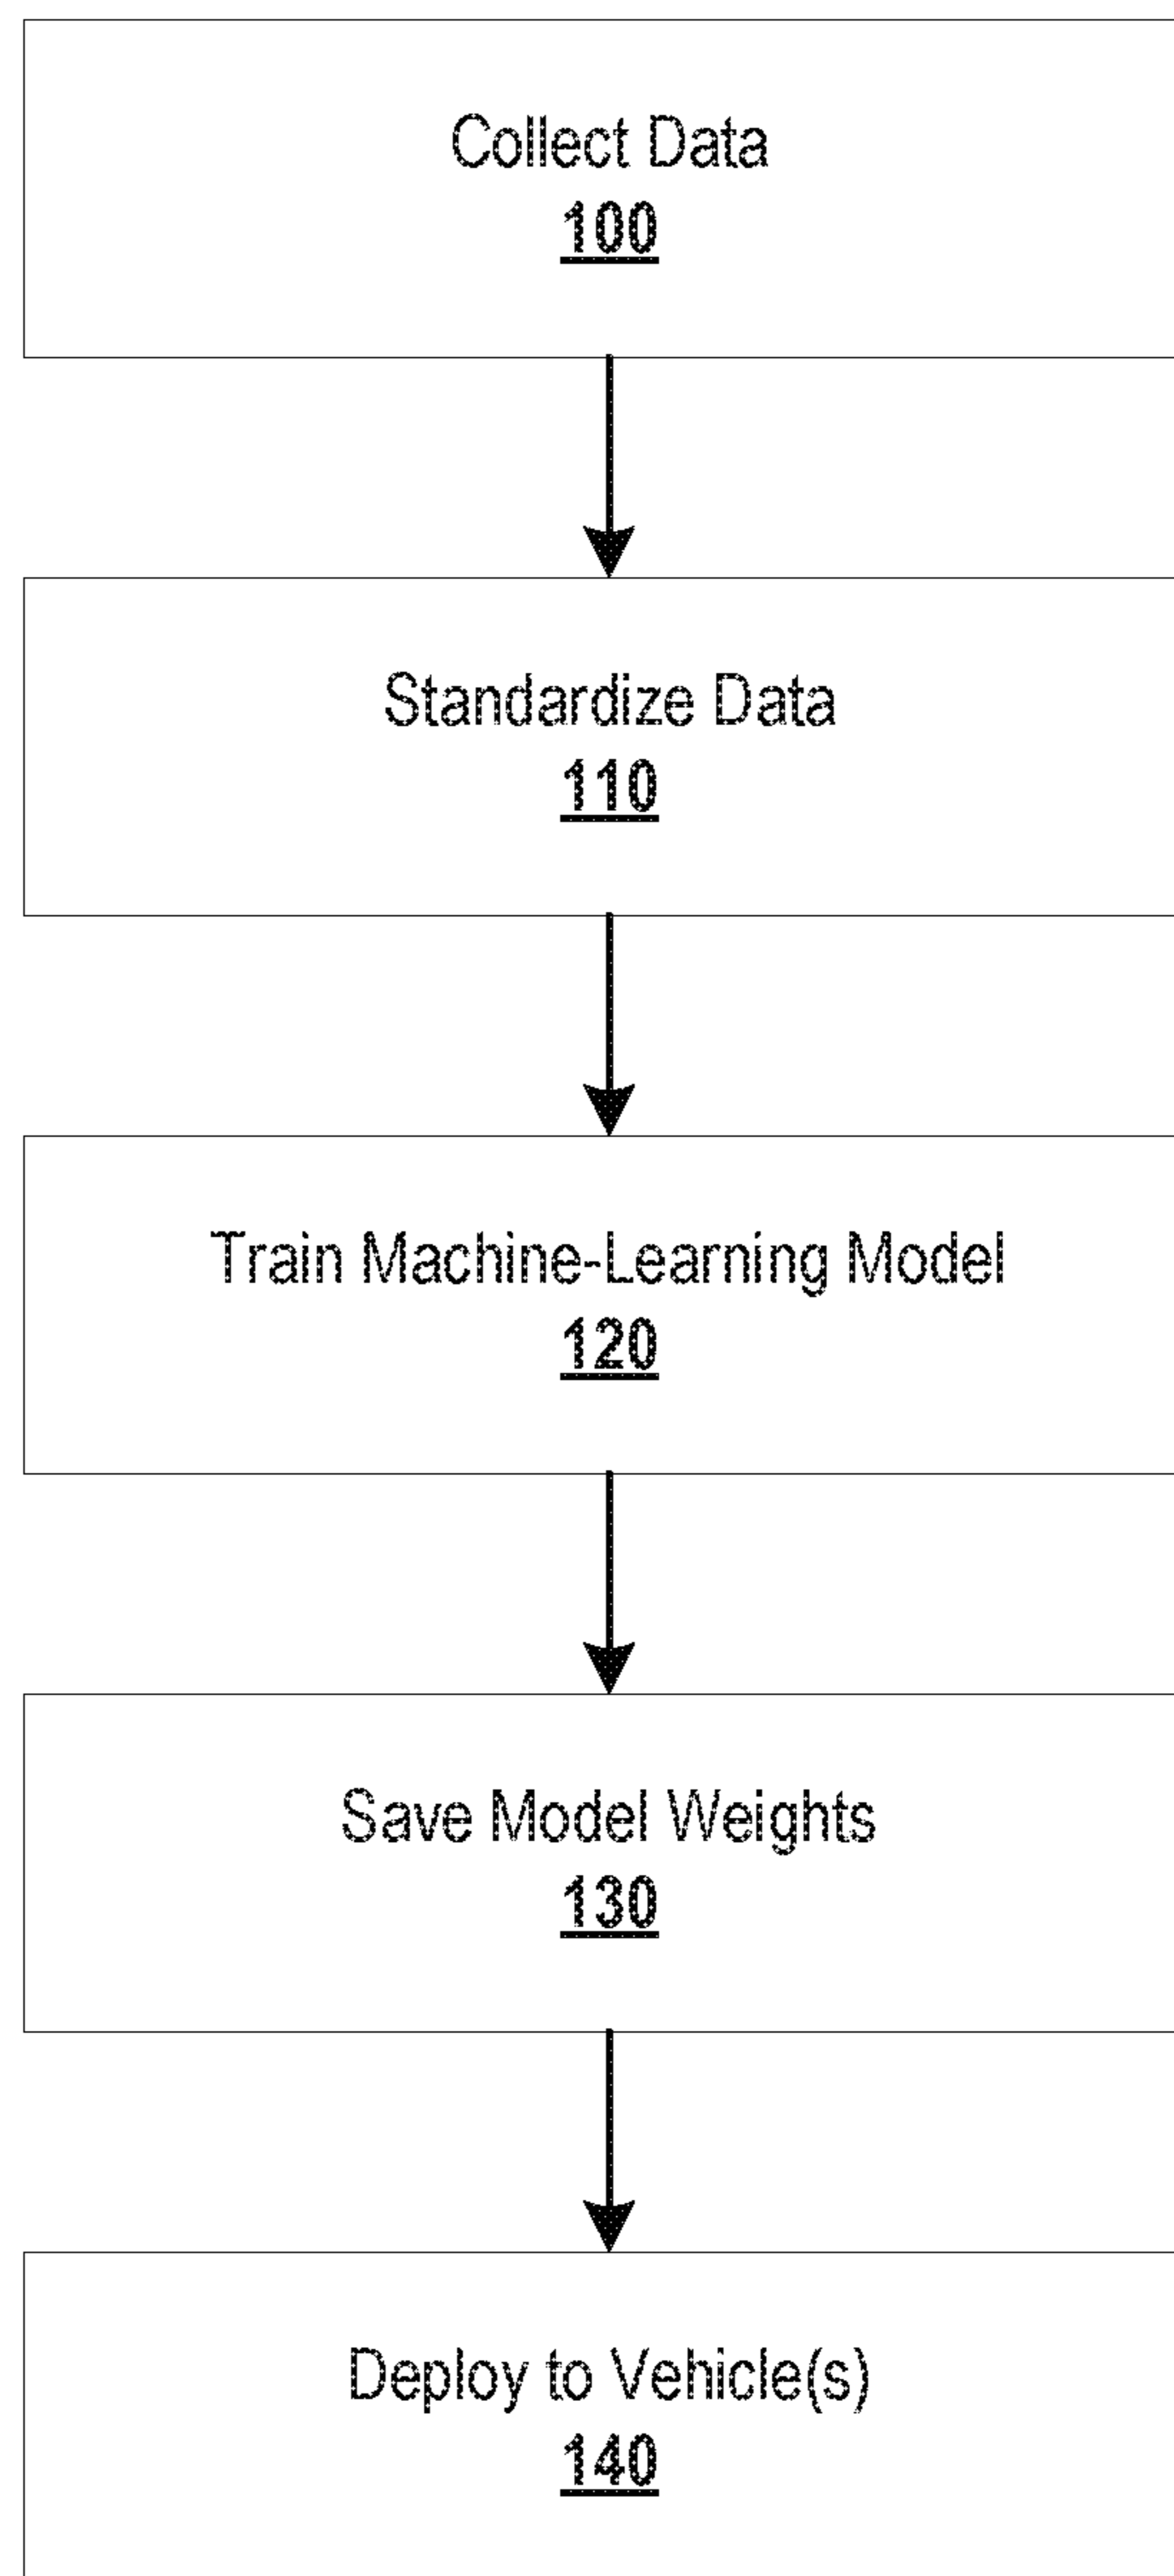 Collect Data
100
Standardize Data
110
Train Machine-Learning Model
120
Save Model Weights
130
Deploy to Vehicle(s)
140